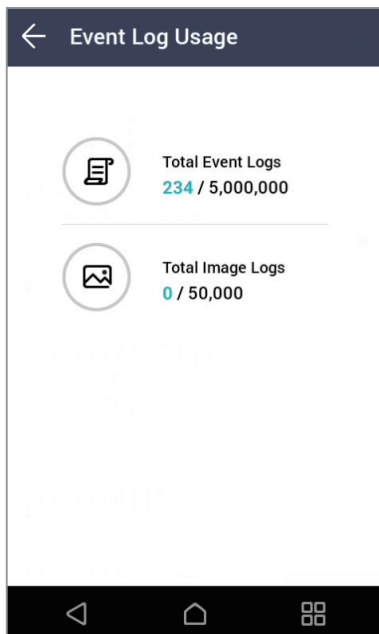 Event Log Usage
Total Event Logs
234 / 5,000,000
Total Image Logs
0 / 50,000